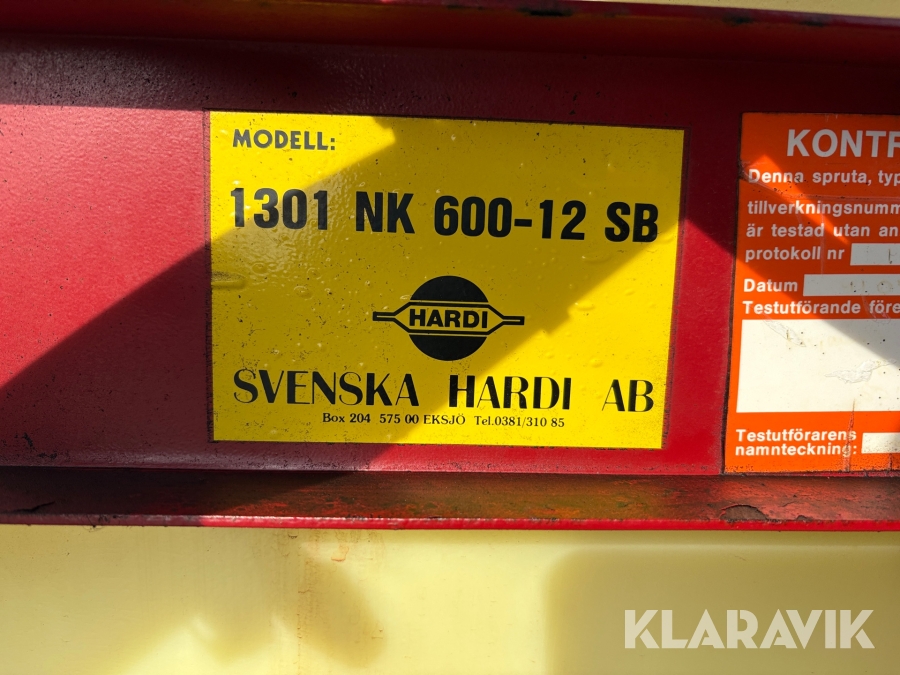 MODELL:
1301 NK 600-12 SB
HARDI
SVENSKA HARDI AB
Box 204 575 00 EKSJÖ Tel.0381/310 85
KONTR
Denna spruta, typ
tillverkningsnumm
är testad utan an
protokoll nr
Datum
Testutförande före
Testutförarens
namnteckning:
KLARAVIK